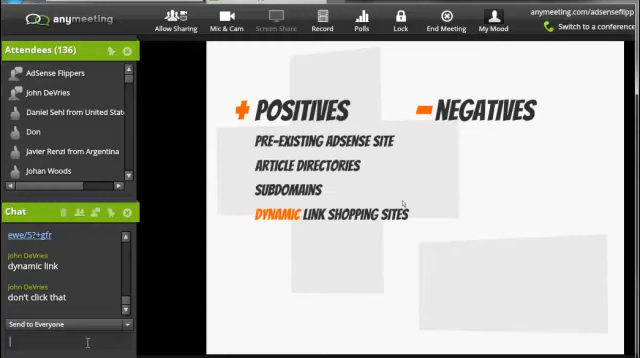 anymeeting
Allow Sharing
Mic & Cam
Screen Share
Record
Polls
Lock
End Meeting
My Mood
anymeeting.com/adsenseflipp
Switch to a conference
Attendees (136)
AdSense Flippers
John DeVries
Daniel Sehl from United Stat
Don
Javier Renzi from Argentina
Johan Woods
Chat
ewe/5?+gfr
John DeVries
dynamic link
John DeVries
don't click that
Send to Everyone
+ POSITIVES
PRE-EXISTING ADSENSE SITE
ARTICLE DIRECTORIES
SUBDOMAINS
DYNAMIC LINK SHOPPING SITES
- NEGATIVES